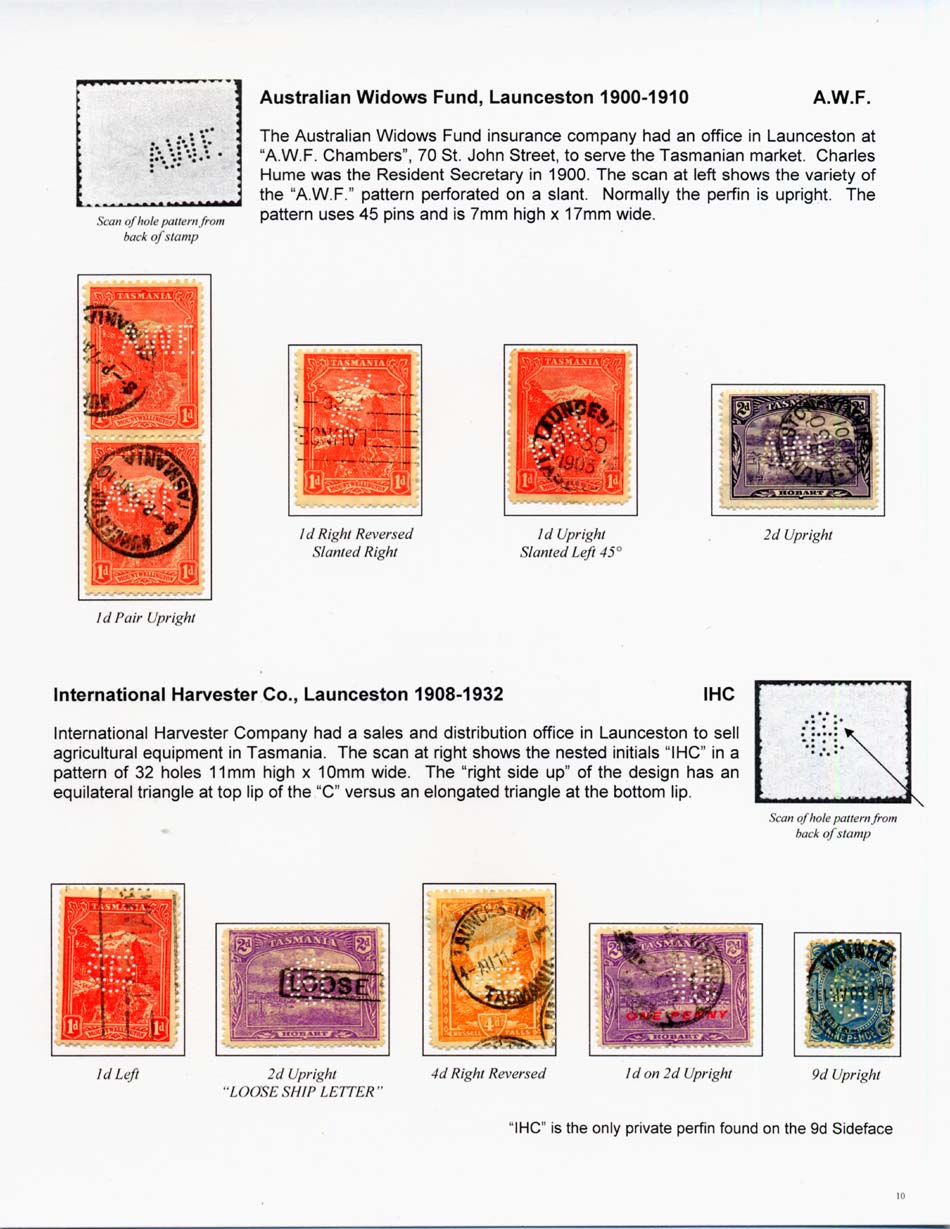 Australian Widows Fund, Launceston 1900-1910 A.W.F.
A.W.F.
The Australian Widows Fund insurance company had an office in Launceston at
“A.W.F. Chambers”, 70 St. John Street, to serve the Tasmanian market. Charles
Hume was the Resident Secretary in 1900. The scan at left shows the variety of
the “A.W.F.” pattern perforated on a slant. Normally the perfin is upright. The
pattern uses 45 pins and is 7mm high x 17mm wide.
Scan of hole pattern from
back of stamp
TASMANIA
A.W.F.
1d
MOUNT WELLINGTON
A.W.F.
TASMANIA
1d 1d
MOUNT WELLINGTON
1d Pair Upright
TASMANIA
1d 1d
1d Right Reversed
Slanted Right
TASMANIA
LAUNCEST
1903
1d 1d
1d Upright
Slanted Left 45°
2d 2d
HOBART
2d Upright
International Harvester Co., Launceston 1908-1932 IHC
International Harvester Company had a sales and distribution office in Launceston to sell
agricultural equipment in Tasmania. The scan at right shows the nested initials “IHC” in a
pattern of 32 holes 11mm high x 10mm wide. The “right side up” of the design has an
equilateral triangle at top lip of the “C” versus an elongated triangle at the bottom lip.
Scan of hole pattern from
back of stamp
TASMANIA
1d 1d
1d Left
2d TASMANIA 2d
LOOSE
HOBART
2d Upright
“LOOSE SHIP LETTER”
TASMANIA
4d
RUSSELL FALLS
4d Right Reversed
TASMANIA 2d
ONE PENNY
HOBART
1d on 2d Upright
TASMANIA
9d Upright
“IHC” is the only private perfin found on the 9d Sideface
10